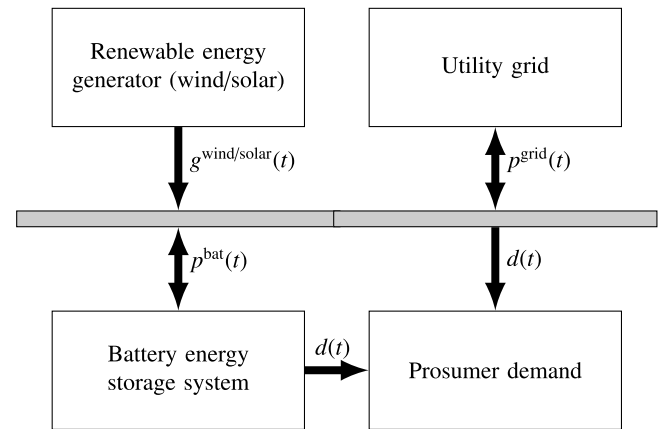 Renewable energy
generator (wind/solar)
Utility grid
g^wind/solar(t)
p^grid(t)
p^bat(t)
d(t)
Battery energy
storage system
d(t)
Prosumer demand